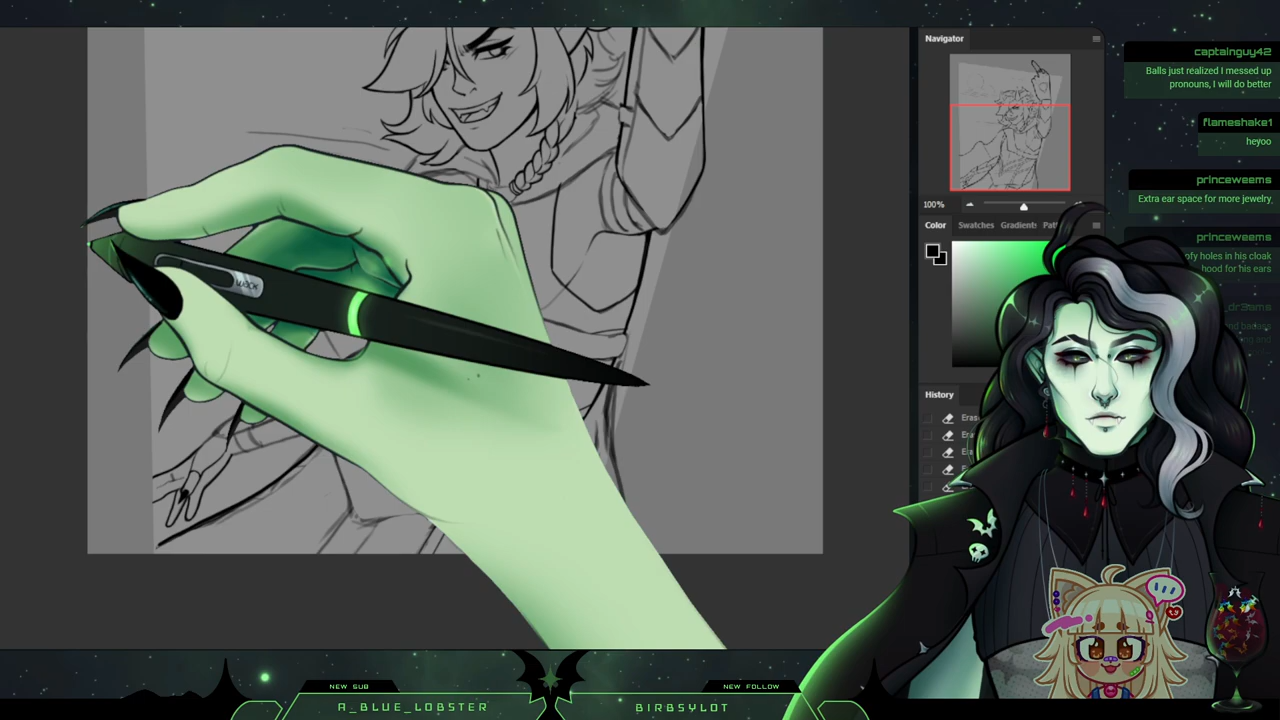 Navigator
100%
Color Swatches Gradients
History
captainguy42
Balls just realized I messed up
pronouns, I will do better
flameshake1
heyoo
princeweems
Extra ear space for more jewelry
princeweems
holes in his cloak
hood for his ears
NEW SUB
A_BLUE_LOBSTER
NEW FOLLOW
BIRBSYLOT